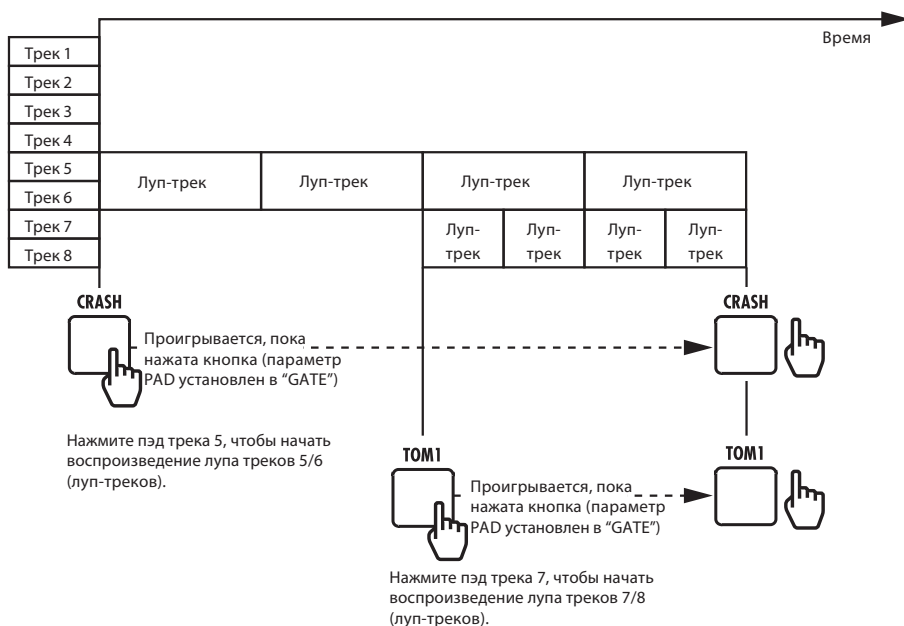 Время
Трек 1
Трек 2
Трек 3
Трек 4
Трек 5
Трек 6
Трек 7
Трек 8
Луп-трек
Луп-трек
Луп-трек
Луп-трек
Луп-
трек
Луп-
трек
Луп-
трек
Луп-
трек
CRASH
Проигрывается, пока
нажата кнопка (параметр
PAD установлен в “GATE”)
CRASH
Нажмите пэд трека 5, чтобы начать
воспроизведение лупа треков 5/6
(луп-треков).
TOM1
Проигрывается, пока
нажата кнопка (параметр
PAD установлен в “GATE”)
TOM1
Нажмите пэд трека 7, чтобы начать
воспроизведение лупа треков 7/8
(луп-треков).